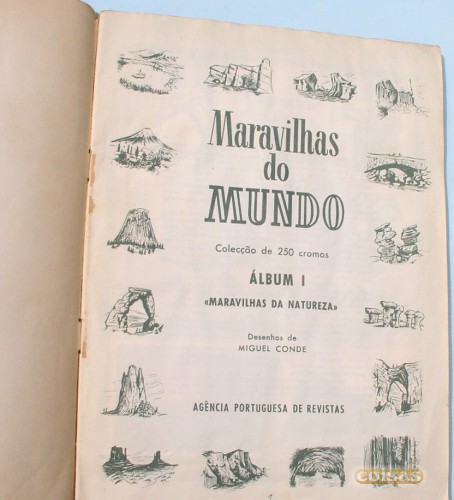 Maravilhas
do
MUNDO
Colecção de 250 cromos
ÁLBUM I
«MARAVILHAS DA NATUREZA»
Desenhos de
MIGUEL CONDE
AGÊNCIA PORTUGUESA DE REVISTAS
coisas